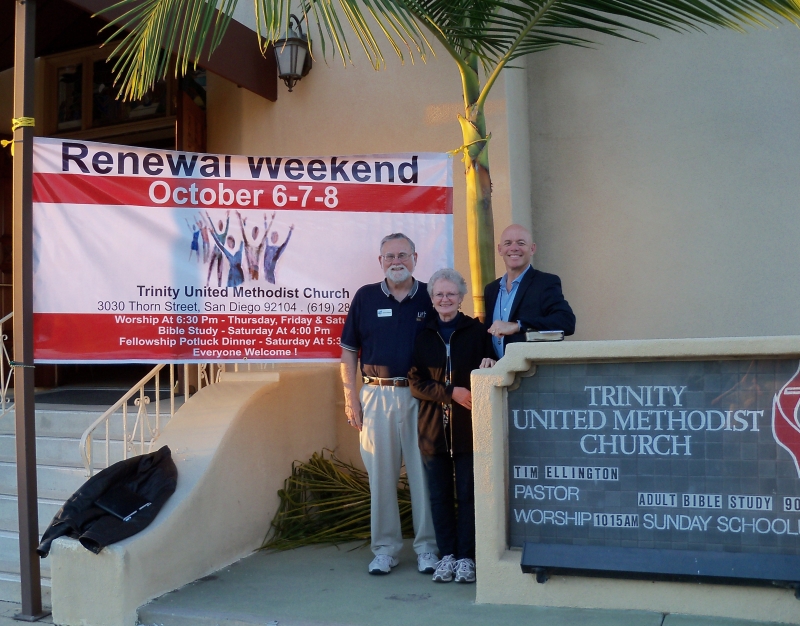 Renewal Weekend
October 6-7-8
Trinity United Methodist Church
3030 Thorn Street, San Diego 92104 . (619) 28
Worship At 6:30 Pm - Thursday, Friday & Satu
Bible Study - Saturday At 4:00 Pm
Fellowship Potluck Dinner - Saturday At 5:3
Everyone Welcome !
TRINITY
UNITED METHODIST
CHURCH
TIM ELLINGTON
PASTOR
ADULT BIBLE STUDY 90
WORSHIP 1015AM SUNDAY SCHOOL